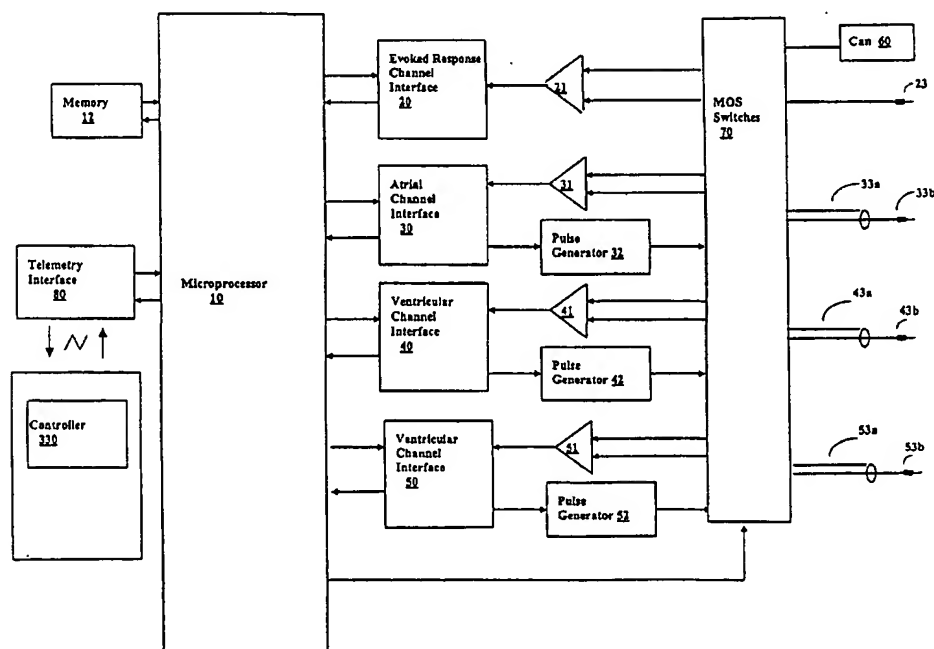 Evoked Response
Channel
Interface
20
21
Can 60
23
MOS
Switches
70
Memory
12
Atrial
Channel
Interface
30
31
Pulse
Generator 32
33a
33b
Telemetry
Interface
80
Microprocessor
10
Ventricular
Channel
Interface
40
41
Pulse
Generator 42
43a
43b
Controller
330
Ventricular
Channel
Interface
50
51
Pulse
Generator 52
53a
53b